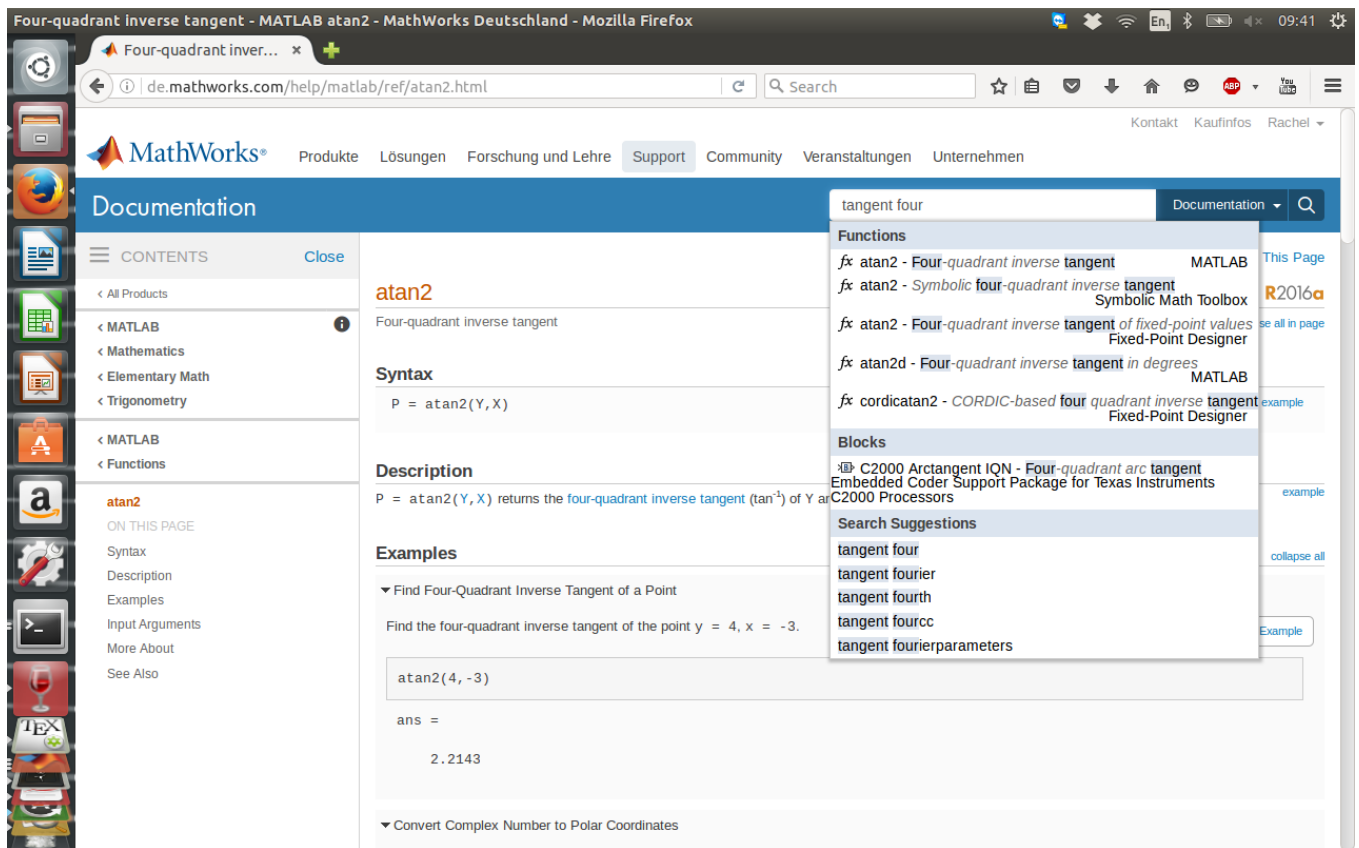 Four-quadrant inverse tangent - MATLAB atan2 - MathWorks Deutschland - Mozilla Firefox
En,
09:41
Four-quadrant inver...
de.mathworks.com/help/matlab/ref/atan2.html
Search
ABP
You Tube
Kontakt Kaufinfos Rachel
MathWorks®
Produkte Lösungen Forschung und Lehre Support Community Veranstaltungen Unternehmen
Documentation
tangent four
Documentation
CONTENTS Close
‹ All Products
‹ MATLAB
‹ Mathematics
‹ Elementary Math
‹ Trigonometry
‹ MATLAB
‹ Functions
atan2
ON THIS PAGE
Syntax
Description
Examples
Input Arguments
More About
See Also
This Page
atan2
R2016a
Four-quadrant inverse tangent
se all in page
Syntax
P = atan2(Y,X)
example
Description
P = atan2(Y,X) returns the four-quadrant inverse tangent (tan-1) of Y
example
Examples
collapse all
Find Four-Quadrant Inverse Tangent of a Point
Find the four-quadrant inverse tangent of the point y = 4, x = -3.
Example
atan2(4,-3)
ans =
2.2143
Convert Complex Number to Polar Coordinates
Functions
fx atan2 - Four-quadrant inverse tangent MATLAB
fx atan2 - Symbolic four-quadrant inverse tangent
Symbolic Math Toolbox
fx atan2 - Four-quadrant inverse tangent of fixed-point values
Fixed-Point Designer
fx atan2d - Four-quadrant inverse tangent in degrees
MATLAB
fx cordicatan2 - CORDIC-based four quadrant inverse tangent
Fixed-Point Designer
Blocks
C2000 Arctangent IQN - Four-quadrant arc tangent
Embedded Coder Support Package for Texas Instruments
C2000 Processors
Search Suggestions
tangent four
tangent fourier
tangent fourth
tangent fourcc
tangent fourierparameters
a
>_
TEX